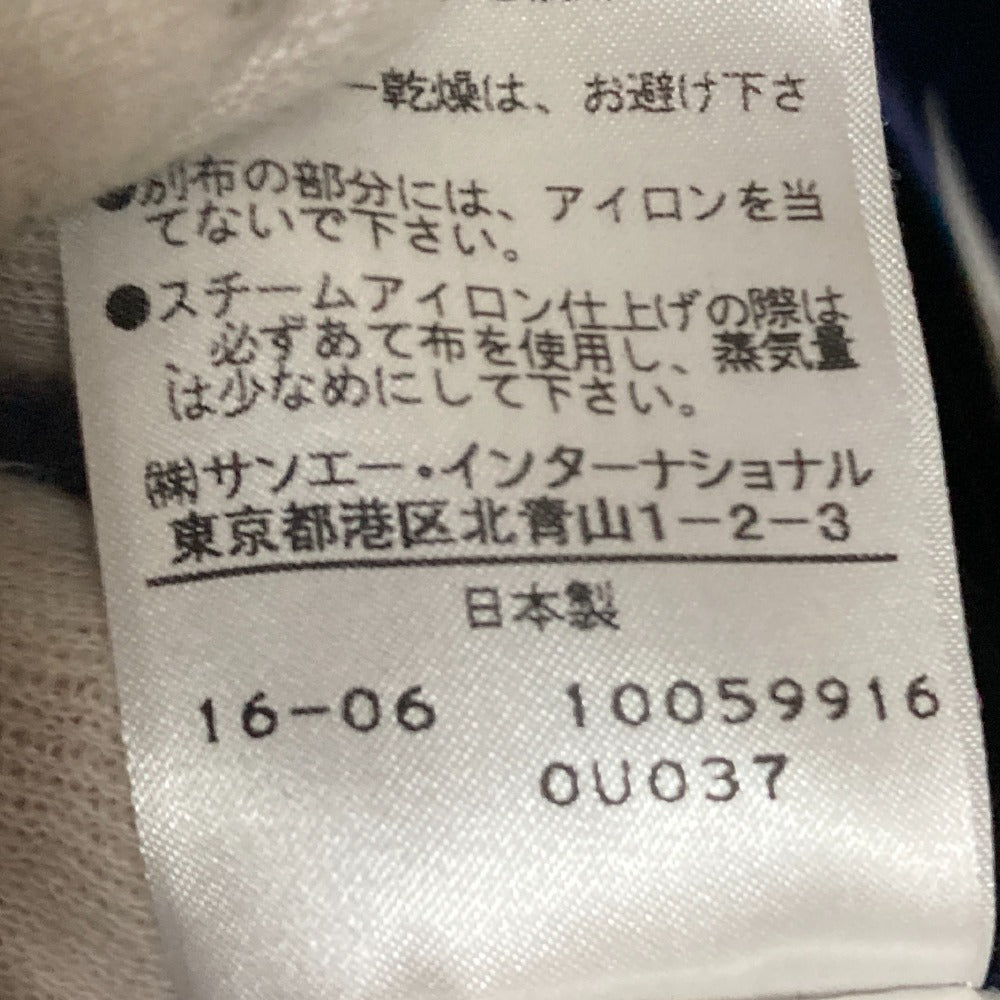 ー乾燥は、お避け下さ
●別布の部分には、アイロンを当
てないで下さい。
●スチームアイロン仕上げの際は
、必ずあて布を使用し、蒸気量
は少なめにして下さい。
㈱サンエー・インターナショナル
東京都港区北青山1-2-3
日本製
16-06 10059916
0U037